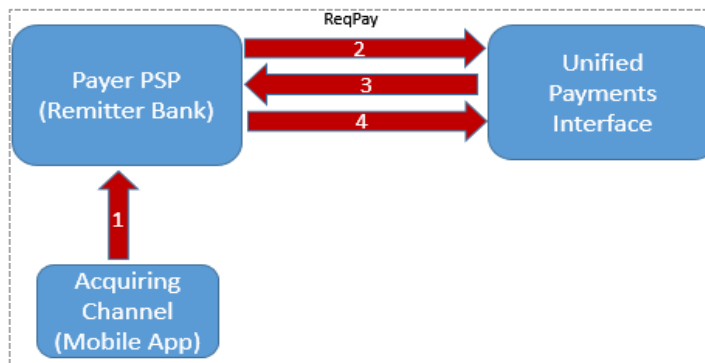 ReqPay
2
Payer PSP
(Remitter Bank)
3
Unified
Payments
Interface
4
1
Acquiring
Channel
(Mobile App)